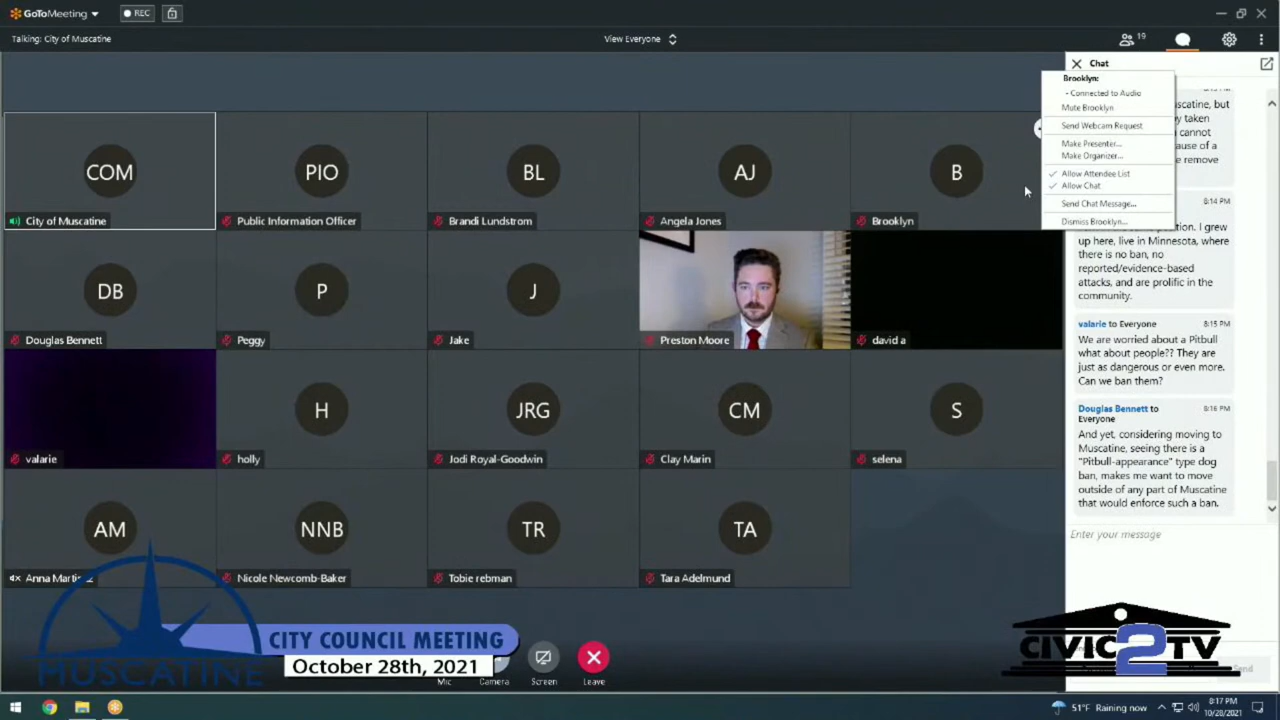 GoToMeeting
REC
Talking: City of Muscatine
View Everyone
19
Chat
Brooklyn:
- Connected to Audio
Mute Brooklyn
Send Webcam Request
Make Presenter...
Make Organizer...
Allow Attendee List
Allow Chat
Send Chat Message...
Dismiss Brooklyn...
COM
City of Muscatine
PIO
Public Information Officer
BL
Brandi Lundstrom
AJ
Angela Jones
B
Brooklyn
DB
Douglas Bennett
P
Peggy
J
Jake
Preston Moore
david a
valarie
H
holly
JRG
Jodi Royal-Goodwin
CM
Clay Marin
S
selena
AM
Anna Marti
NNB
Nicole Newcomb-Baker
TR
Tobie rebman
TA
Tara Adelmund
but
taken
cannot
of a
remove
8:14 PM
I grew
up here, live in Minnesota, where
there is no ban, no
reported/evidence-based
attacks, and are prolific in the
community.
valarie to Everyone 8:15 PM
We are worried about a Pitbull
what about people?? They are
just as dangerous or even more.
Can we ban them?
Douglas Bennett to 8:16 PM
Everyone
And yet, considering moving to
Muscatine, seeing there is a
"Pitbull-appearance" type dog
ban, makes me want to move
outside of any part of Muscatine
that would enforce such a ban.
Enter your message
Send
MUSCATINE
CITY COUNCIL MEETING
October 28th, 2021
Mic
Camera
Screen
Leave
CIVIC2TV
51°F Raining now
8:17 PM
10/28/2021